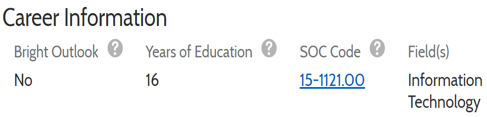 Career Information
Bright Outlook ? Years of Education ? SOC Code ? Field(s)
No 16 15-1121.00 Information
Technology